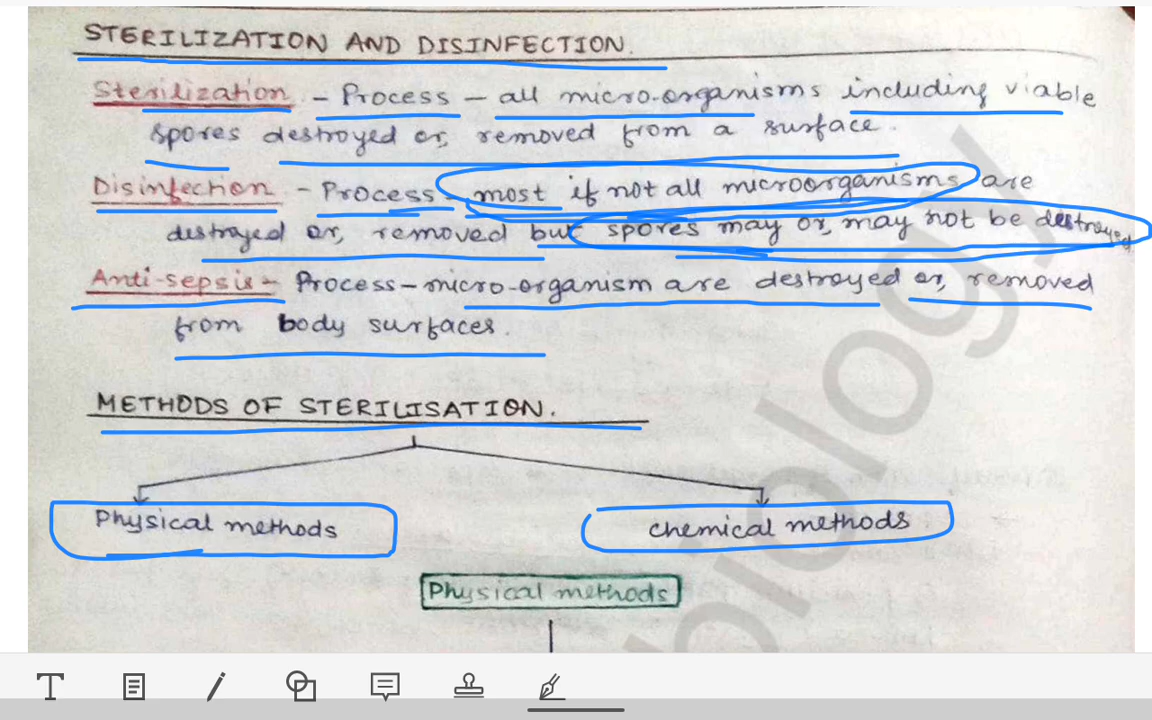 STERILIZATION AND DISINFECTION.
Sterilization - Process - all micro-organisms including viable
spores destroyed or, removed from a surface.
Disinfection - Process - most if not all microorganisms are
destroyed or, removed but spores may or, may not be destroyed
Anti-sepsis - Process - micro-organism are destroyed or, removed
from body surfaces.
METHODS OF STERILISATION.
Physical methods
chemical methods
Physical methods
biology
T